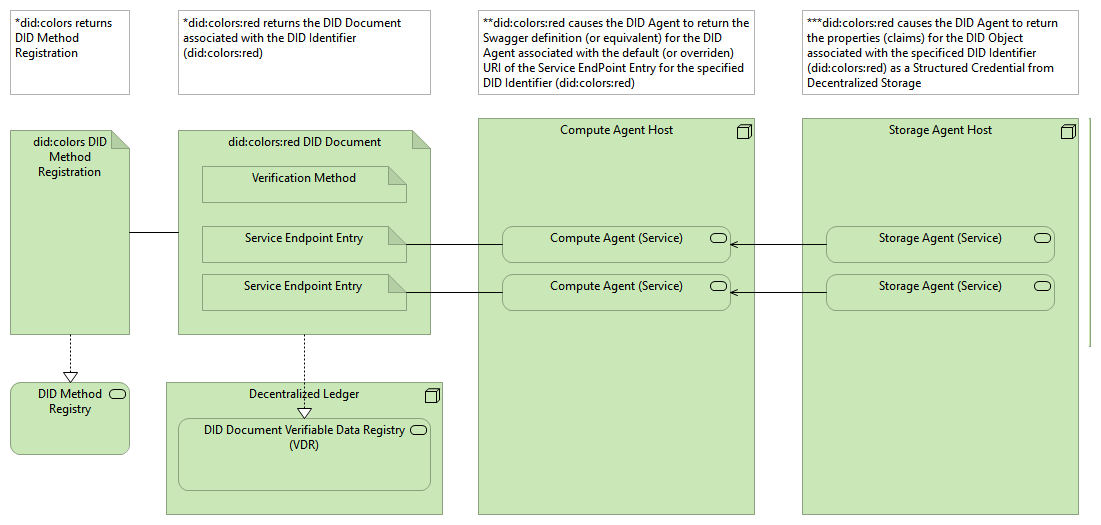 *did:colors returns
DID Method
Registration
*did:colors:red returns the DID Document
associated with the DID Identifier
(did:colors:red)
**did:colors:red causes the DID Agent to return the
Swagger definition (or equivalent) for the DID
Agent associated with the default (or overriden)
URI of the Service EndPoint Entry for the specified
DID Identifier (did:colors:red)
***did:colors:red causes the DID Agent to return
the properties (claims) for the DID Object
associated with the specificed DID Identifier
(did:colors:red) as a Structured Credential from
Decentralized Storage
did:colors DID
Method
Registration
did:colors:red DID Document
Verification Method
Service Endpoint Entry
Service Endpoint Entry
Compute Agent Host
Compute Agent (Service)
Compute Agent (Service)
Storage Agent Host
Storage Agent (Service)
Storage Agent (Service)
DID Method
Registry
Decentralized Ledger
DID Document Verifiable Data Registry
(VDR)